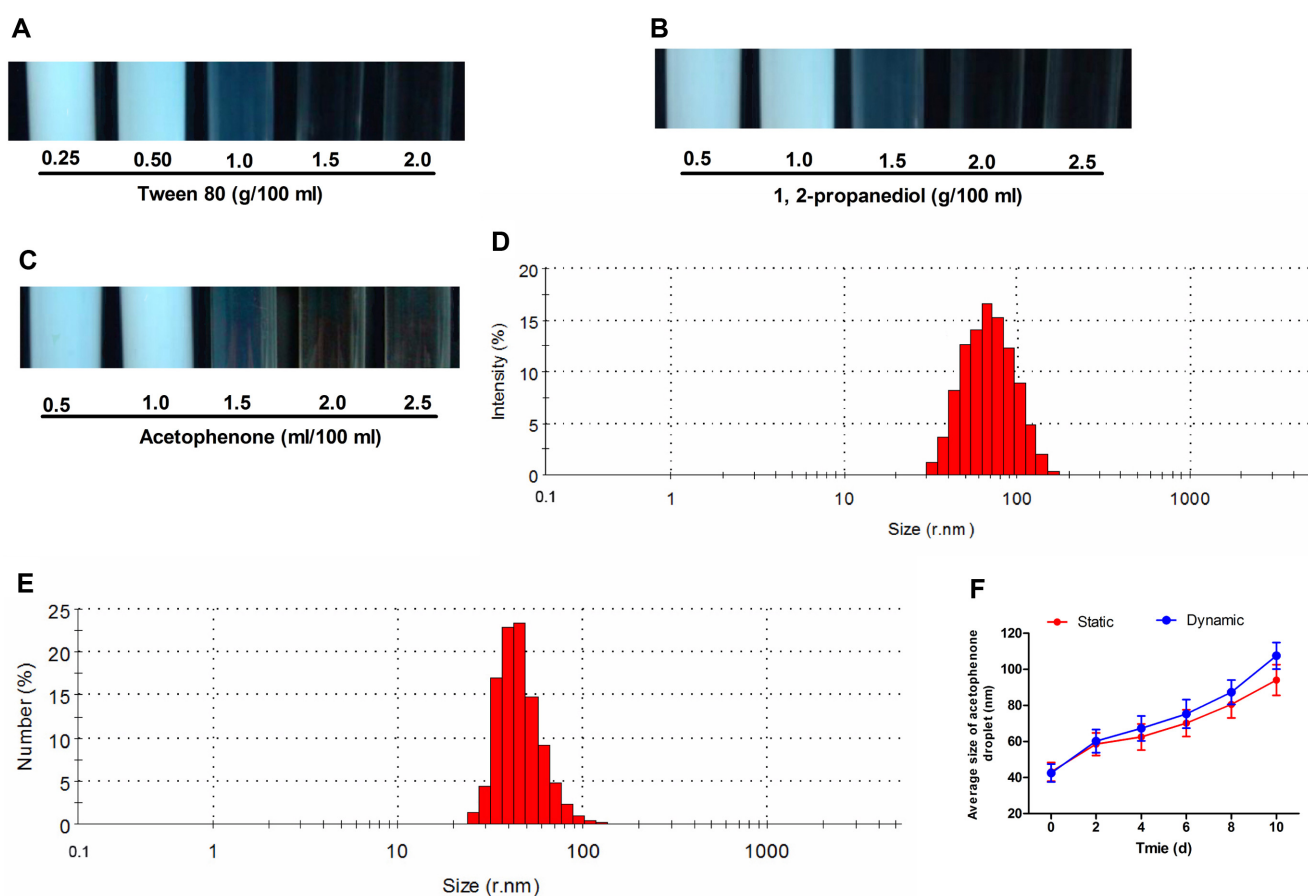 A
0.25 0.50 1.0 1.5 2.0
Tween 80 (g/100 ml)
B
0.5 1.0 1.5 2.0 2.5
1, 2-propanediol (g/100 ml)
C
0.5 1.0 1.5 2.0 2.5
Acetophenone (ml/100 ml)
D
20
15
10
5
0
Intensity (%)
0.1 1 10 100 1000
Size (r.nm)
E
25
20
15
10
5
0
Number (%)
0.1 1 10 100 1000
Size (r.nm)
F
Static Dynamic
120
100
80
60
40
20
Average size of acetophenone
droplet (nm)
0 2 4 6 8 10
Tmie (d)